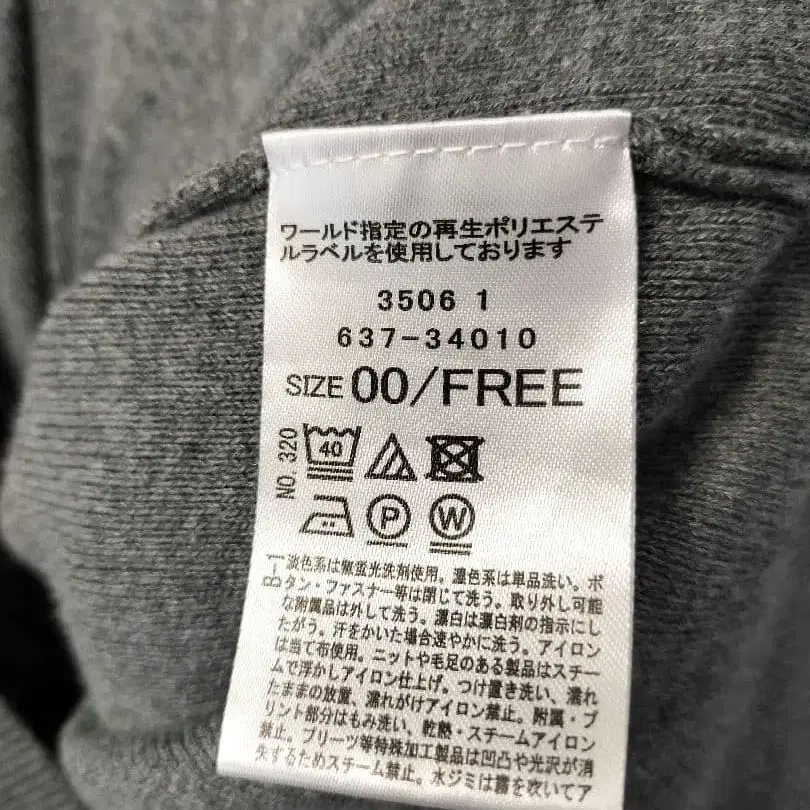 ワールド指定の再生ポリエステ
ルラベルを使用しております
3506 1
637-34010
SIZE 00/FREE
NO. 320
40
P W
B-1
淡色系は無蛍光洗剤使用。濃色系は単品洗い。ボ
タン・ファスナー等は閉じて洗う。取り外し可能
な附属品は外して洗う。漂白は漂白剤の指示にし
たがう。汗をかいた場合速やかに洗う。アイロン
は当て布使用。ニットや毛足のある製品はスチー
ムで浮かしアイロン仕上げ。つけ置き洗い、濡れ
たままの放置、濡れがけアイロン禁止。附属・プ
リント部分はもみ洗い、乾熱・スチームアイロン
禁止。プリーツ等特殊加工製品は凹凸や光沢が消
失するためスチーム禁止。水ジミは霧を吹いてア